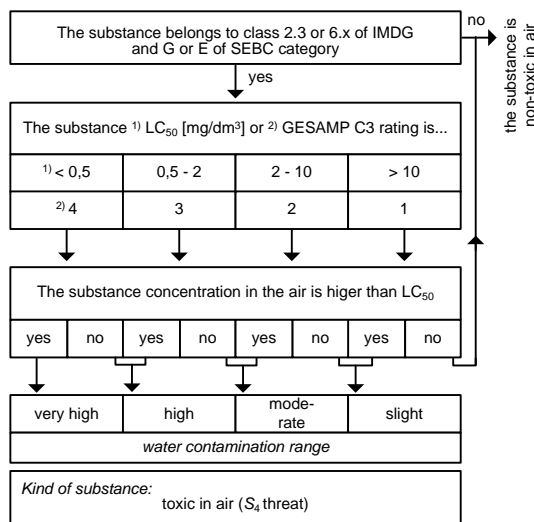 The substance belongs to class 2.3 or 6.x of IMDG
and G or E of SEBC category
no
the substance is
non-toxic in air
yes
The substance ¹⁾ LC₅₀ [mg/dm³] or ²⁾ GESAMP C3 rating is...
¹⁾ < 0,5 0,5 - 2 2 - 10 > 10
²⁾ 4 3 2 1
The substance concentration in the air is higer than LC₅₀
yes no yes no yes no yes no
very high high mode-
rate slight
water contamination range
Kind of substance:
toxic in air (S₄ threat)